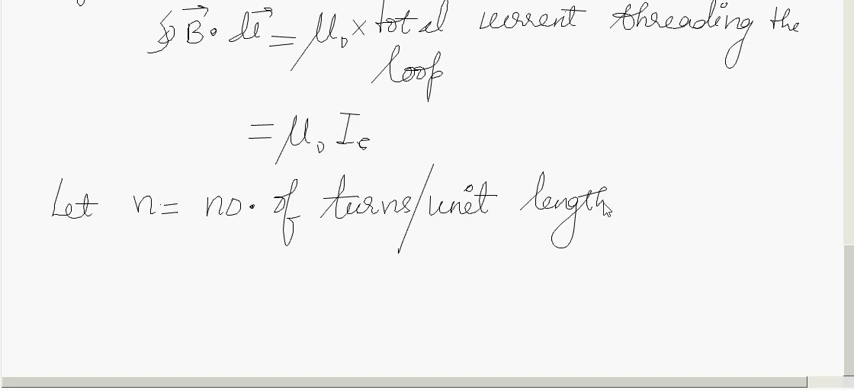 ∮ B⃗· dl⃗ = μ₀ × total current threading the
loop
= μ₀ Iₑ
Let n = no. of turns/unit length